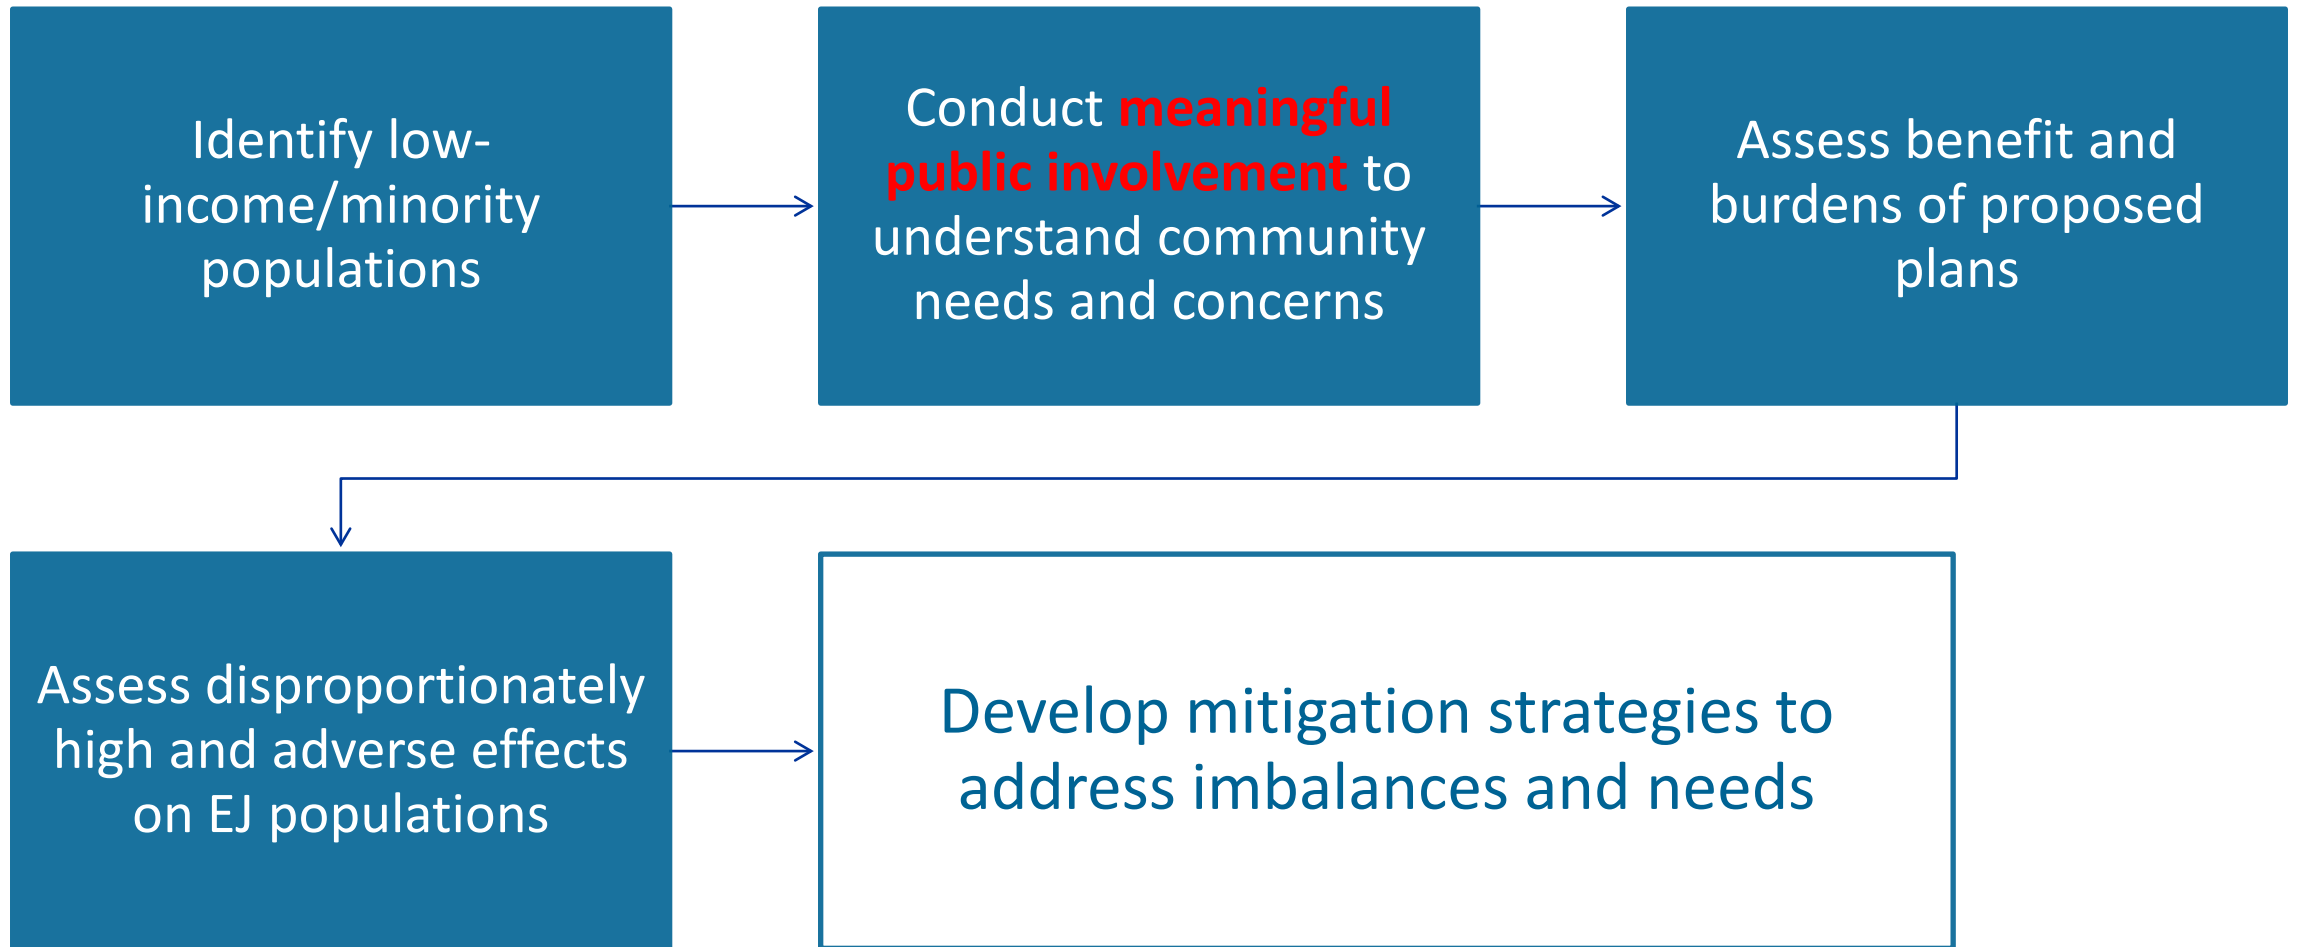 Identify low-
income/minority
populations
Conduct meaningful
public involvement to
understand community
needs and concerns
Assess benefit and
burdens of proposed
plans
Assess disproportionately
high and adverse effects
on EJ populations
Develop mitigation strategies to
address imbalances and needs